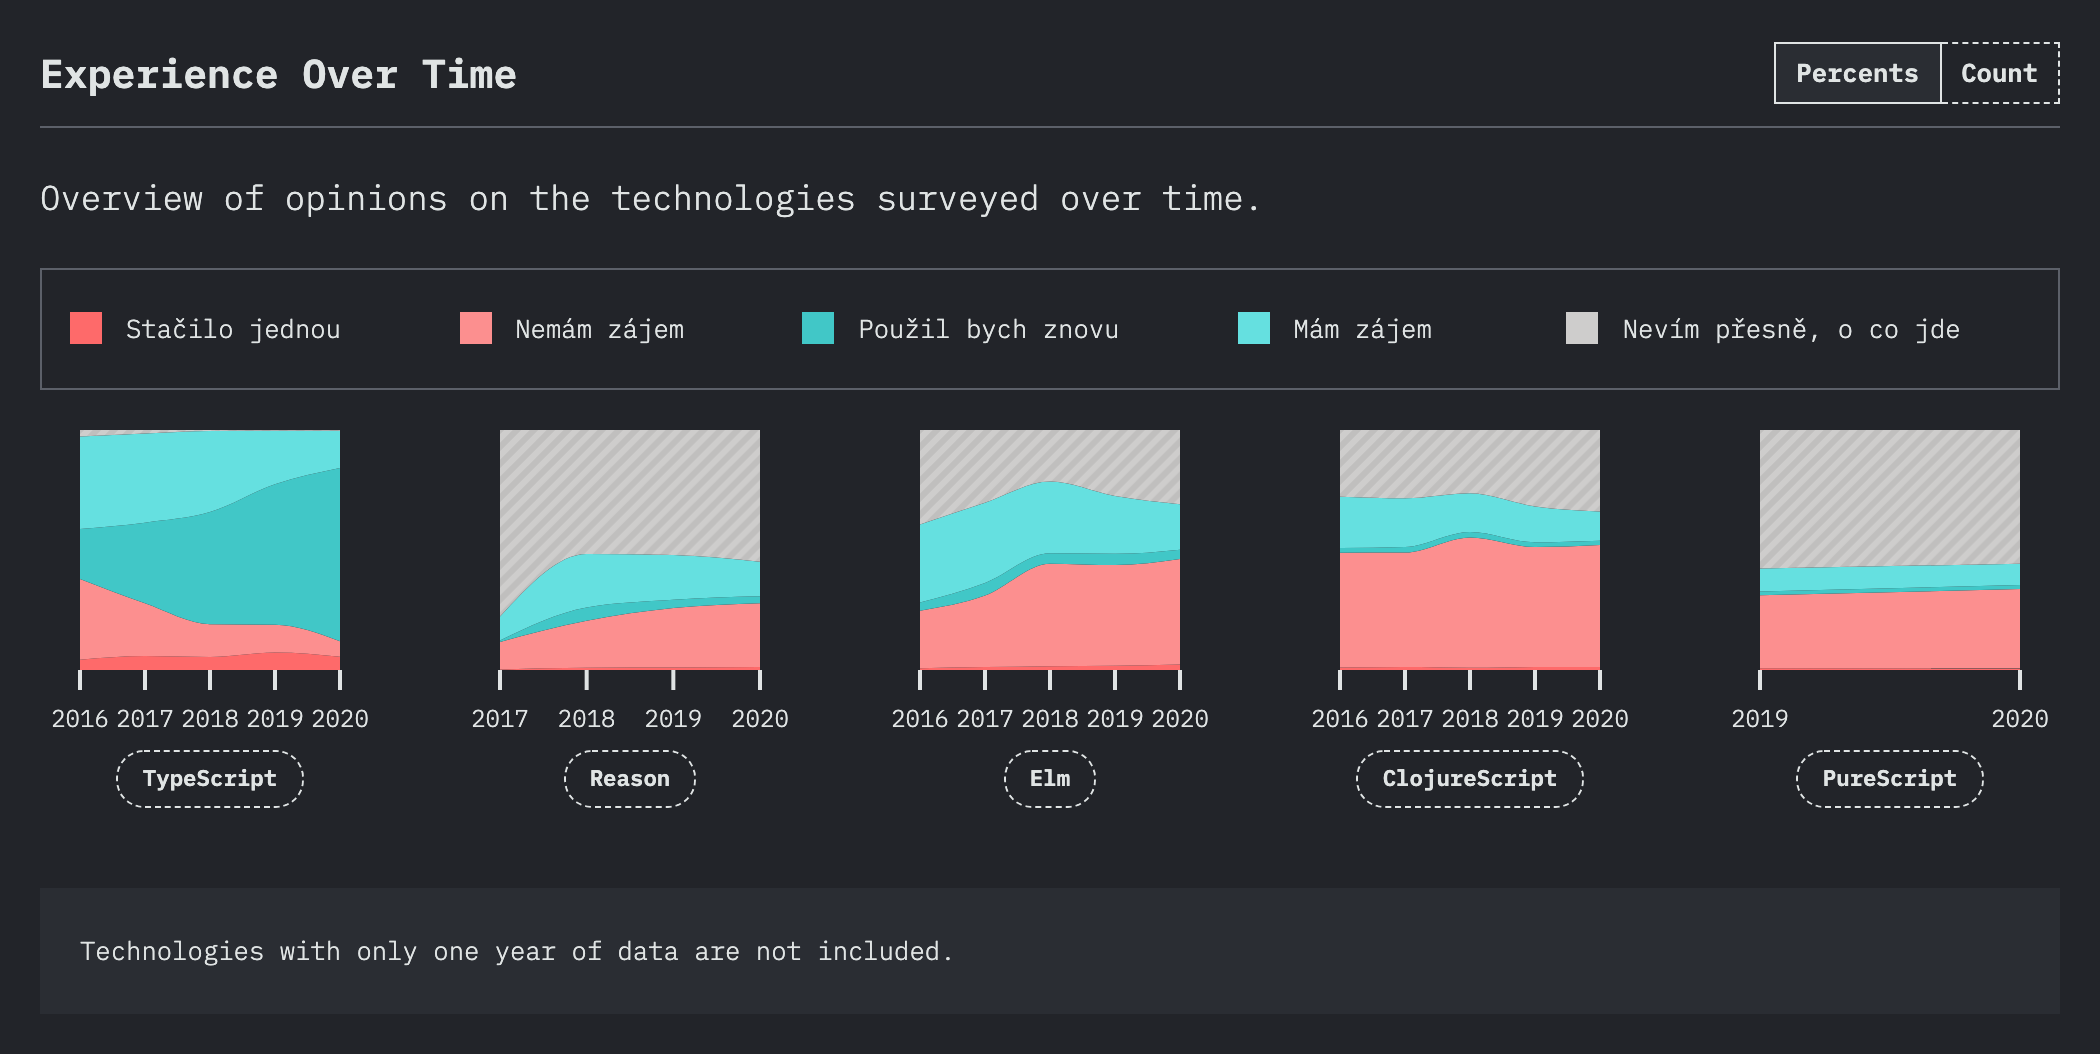 Experience Over Time
Percents Count
Overview of opinions on the technologies surveyed over time.
Stačilo jednou Nemám zájem Použil bych znovu Mám zájem Nevím přesně, o co jde
2016 2017 2018 2019 2020 2017 2018 2019 2020 2016 2017 2018 2019 2020 2016 2017 2018 2019 2020 2019 2020
TypeScript Reason Elm ClojureScript PureScript
Technologies with only one year of data are not included.